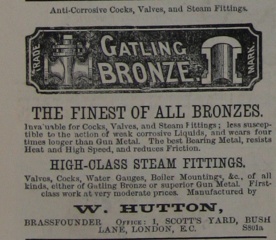 Anti-Corrosive Cocks, Valves, and Steam Fittings.
TRADE GATLING MARK
BRONZE.
THE FINEST OF ALL BRONZES.
Invaluable for Cocks, Valves, and Steam Fittings; less suscep-
tible to the action of weak corrosive Liquids, and wears four
times longer than Gun Metal. The best Bearing Metal, resists
Heat and High Speed, and reduces Friction.
HIGH-CLASS STEAM FITTINGS.
Valves, Cocks, Water Gauges, Boiler Mountings, &c., of all
kinds, either of Gatling Bronze or superior Gun Metal. First-
class work at very moderate prices. Manufactured by
W. HUTTON,
BRASSFOUNDER OFFICE: 1, SCOTT'S YARD, BUSH
LANE, LONDON, E.C. S801a